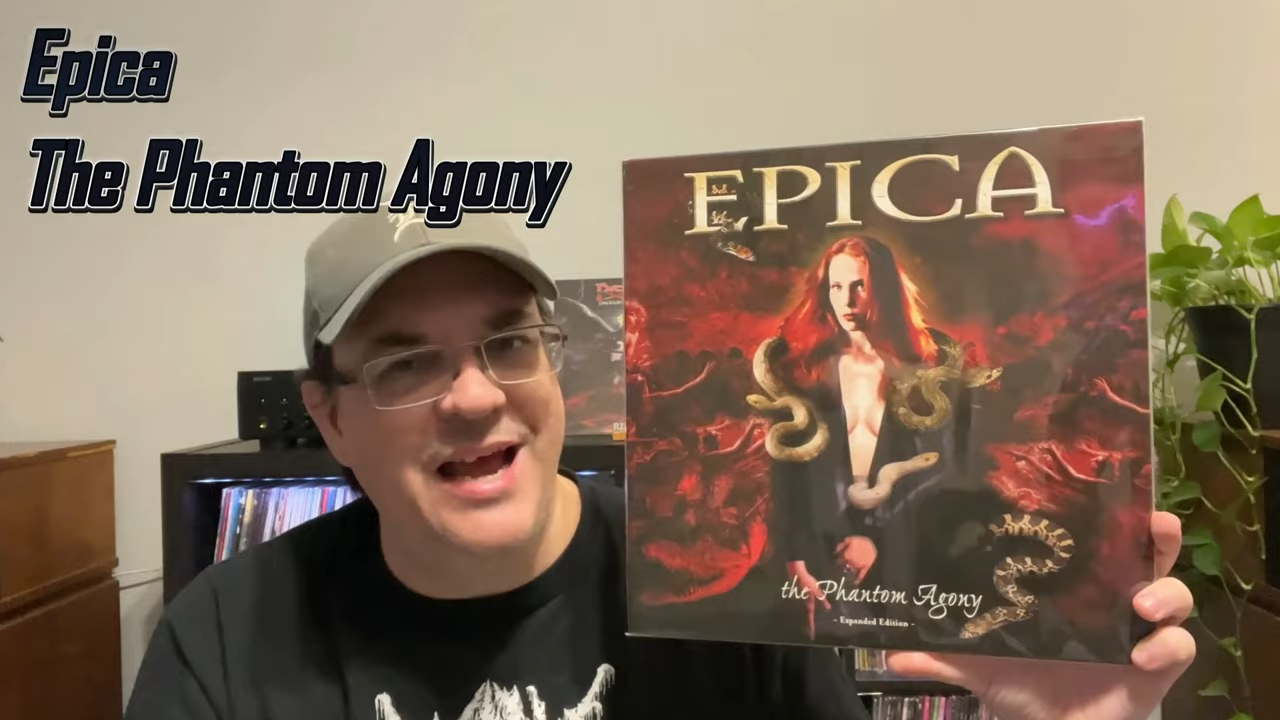 Epica
The Phantom Agony
EPICA
the Phantom Agony
- Expanded Edition -